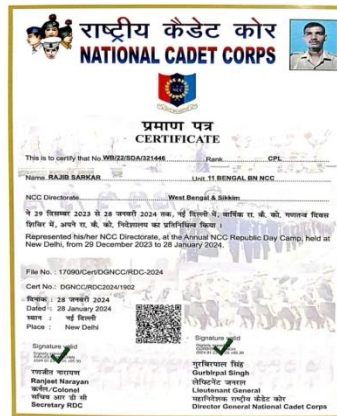 राष्ट्रीय कैडेट कोर
NATIONAL CADET CORPS
NCC
प्रमाण पत्र
CERTIFICATE
This is to certify that No. WB/22/SDA/321446 Rank CPL
Name RAJIB SARKAR Unit 11 BENGAL BN NCC
NCC Directorate West Bengal & Sikkim
ने 29 दिसम्बर 2023 से 28 जनवरी 2024 तक, नई दिल्ली में, वार्षिक रा. कै. को. गणतन्त्र दिवस
शिविर में, अपने रा. कै. को. निदेशालय का प्रतिनिधित्व किया।
Represented his/her NCC Directorate, at the Annual NCC Republic Day Camp, held at
New Delhi, from 29 December 2023 to 28 January 2024.
File No. : 17090/Cert/DGNCC/RDC-2024
Cert No.: DGNCC/RDC2024/1902
दिनांक : 28 जनवरी 2024
Dated : 28 January 2024
स्थान : नई दिल्ली
Place : New Delhi
Signature valid
रणजीत नारायण
Ranjeet Narayan
कर्नल/Colonel
सचिव आर डी सी
Secretary RDC
Signature valid
गुरबिरपाल सिंह
Gurbirpal Singh
लेफ्टिनेंट जनरल
Lieutenant General
महानिदेशक राष्ट्रीय कैडेट कोर
Director General National Cadet Corps